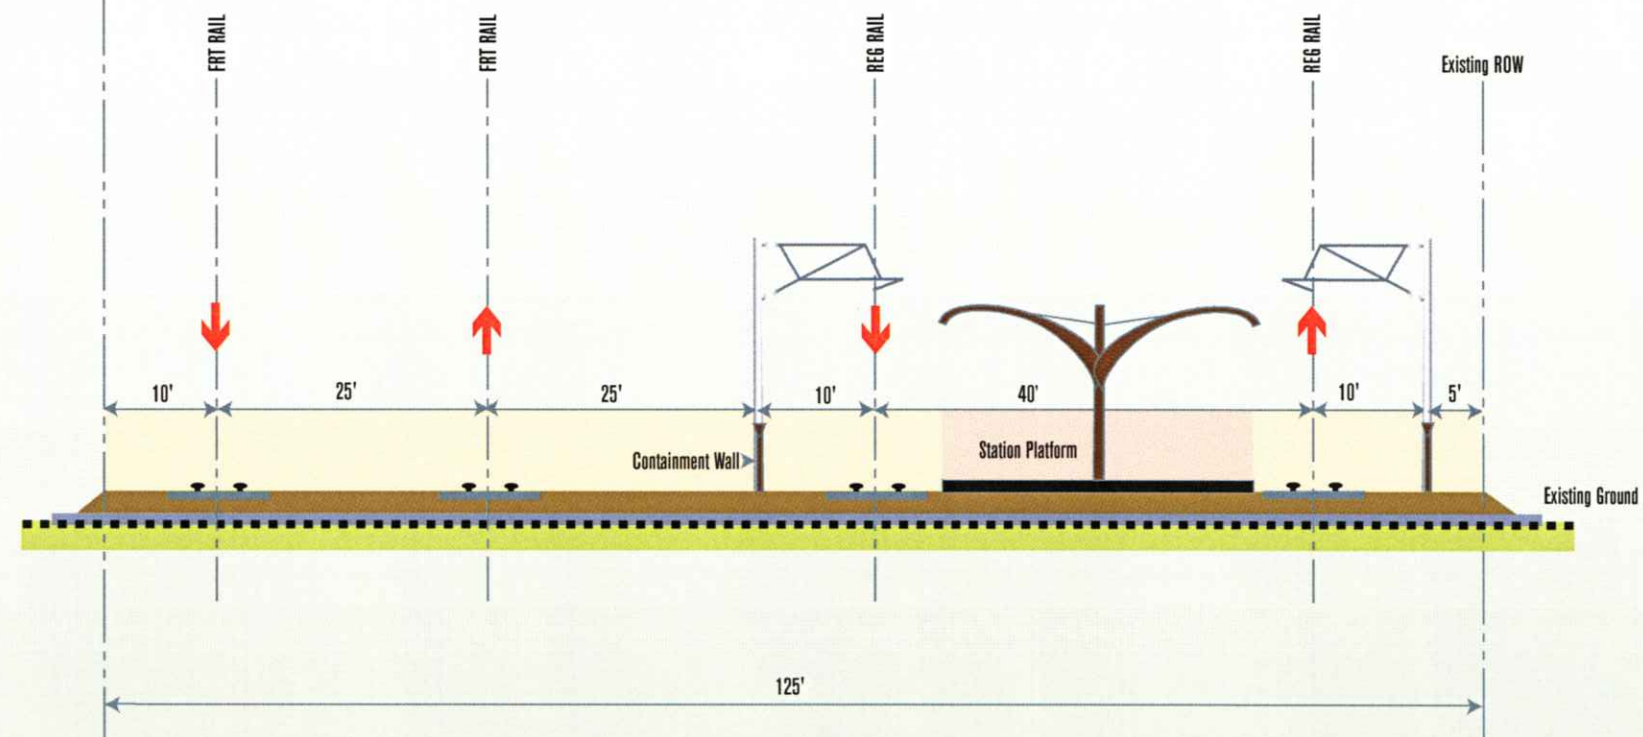 FRT RAIL
FRT RAIL
REG RAIL
REG RAIL
Existing ROW
10'
25'
25'
10'
40'
10'
5'
Containment Wall
Station Platform
Existing Ground
125'